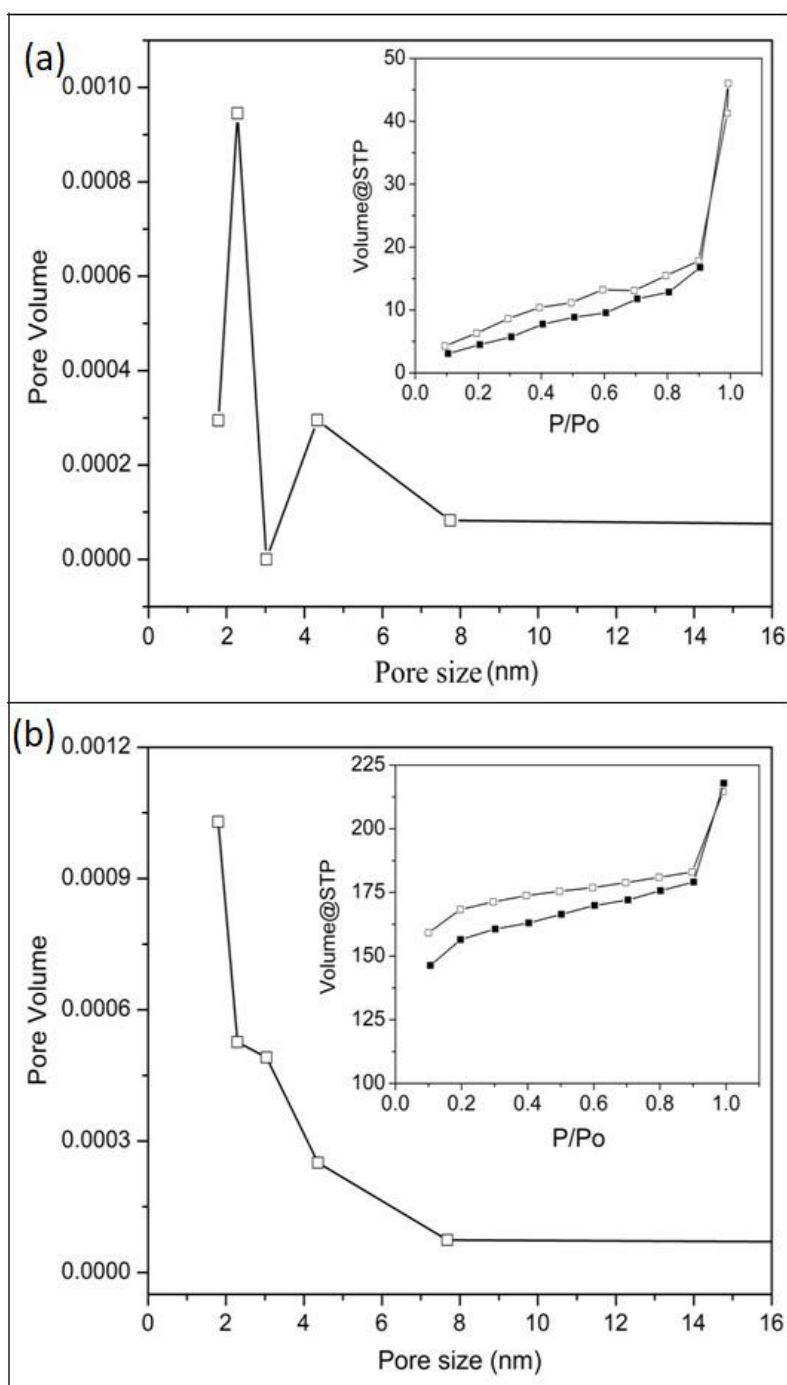 (a)
0.0010
0.0008
0.0006
0.0004
0.0002
0.0000
Pore Volume
0 2 4 6 8 10 12 14 16
Pore size (nm)
50
40
30
20
10
0
Volume@STP
0.0 0.2 0.4 0.6 0.8 1.0
P/Po
(b)
0.0012
0.0009
0.0006
0.0003
0.0000
Pore Volume
0 2 4 6 8 10 12 14 16
Pore size (nm)
225
200
175
150
125
100
Volume@STP
0.0 0.2 0.4 0.6 0.8 1.0
P/Po